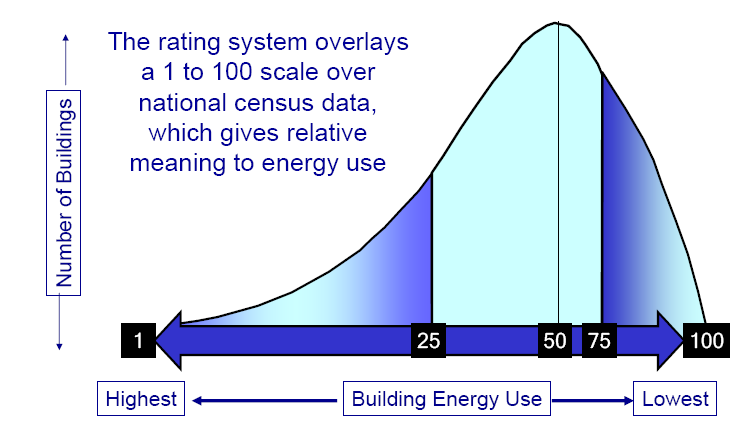 The rating system overlays
a 1 to 100 scale over
national census data,
which gives relative
meaning to energy use
Number of Buildings
1
25
50
75
100
Highest
Building Energy Use
Lowest